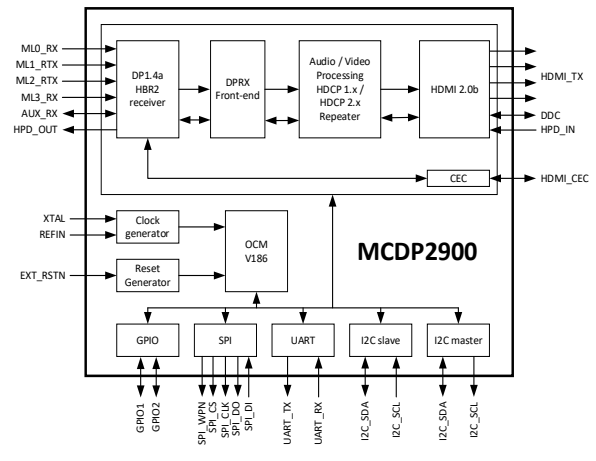 ML0_RX
ML1_RTX
ML2_RTX
ML3_RX
AUX_RX
HPD_OUT
DP1.4a
HBR2
receiver
DPRX
Front-end
Audio / Video
Processing
HDCP 1.x /
HDCP 2.x
Repeater
HDMI 2.0b
HDMI_TX
DDC
HPD_IN
CEC
HDMI_CEC
XTAL
REFIN
Clock
generator
OCM
V186
MCDP2900
EXT_RSTN
Reset
Generator
GPIO
SPI
UART
I2C slave
I2C master
GPIO1
GPIO2
SPI_WPN
SPI_CS
SPI_CLK
SPI_DO
SPI_DI
UART_TX
UART_RX
I2C_SDA
I2C_SCL
I2C_SDA
I2C_SCL